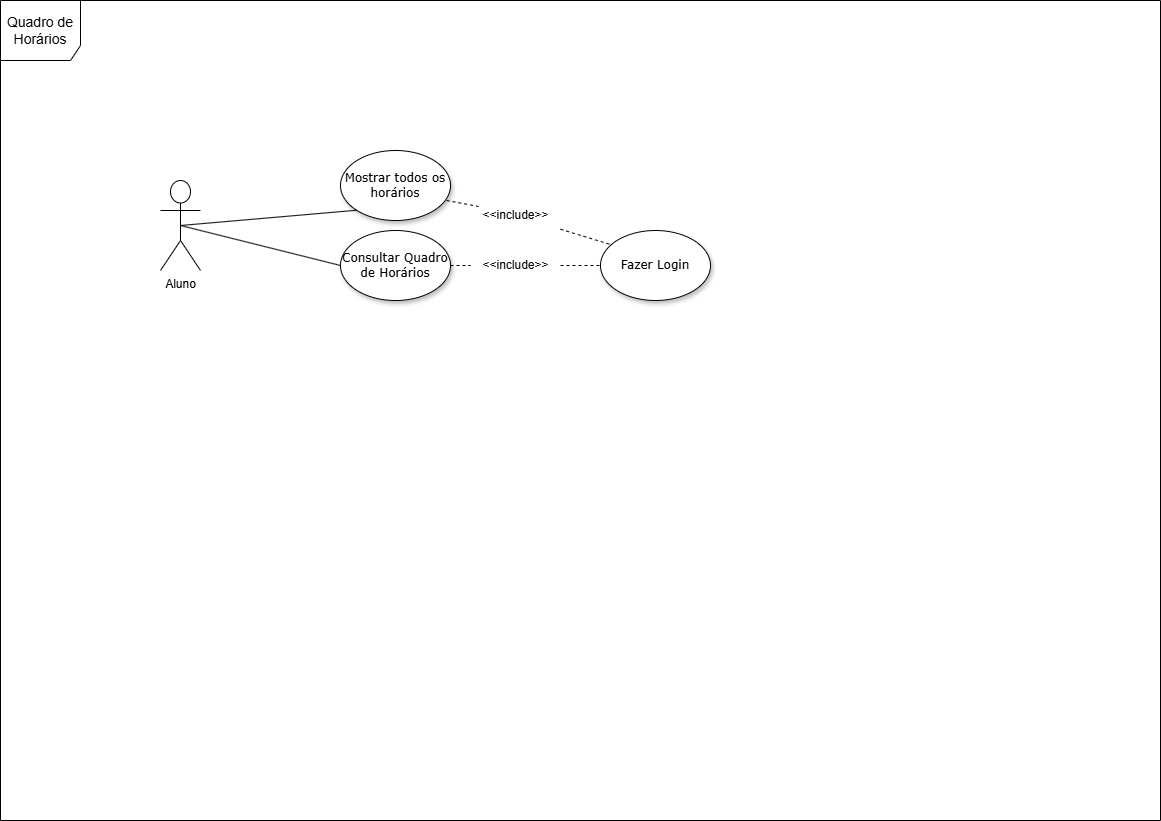 Quadro de
Horários
Mostrar todos os
horários
<<include>>
Consultar Quadro
de Horários
<<include>>
Fazer Login
Aluno